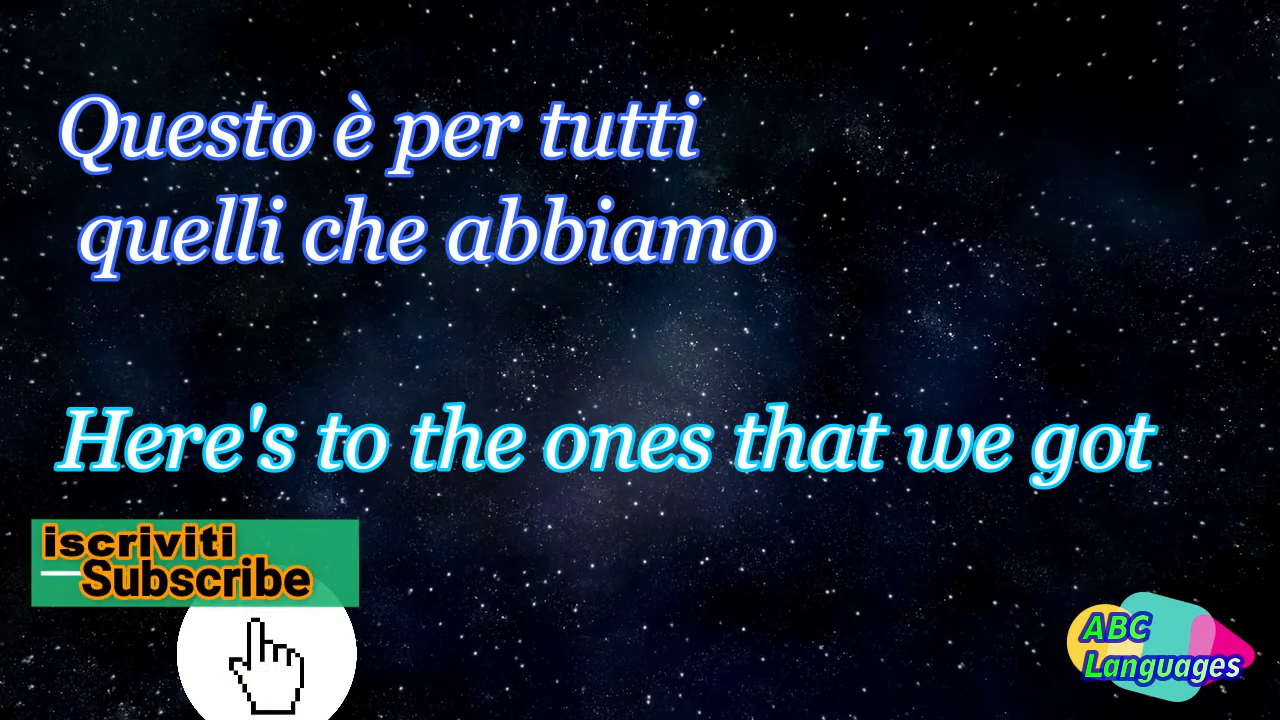 Questo è per tutti
quelli che abbiamo
Here's to the ones that we got
iscriviti
Subscribe
ABC
Languages